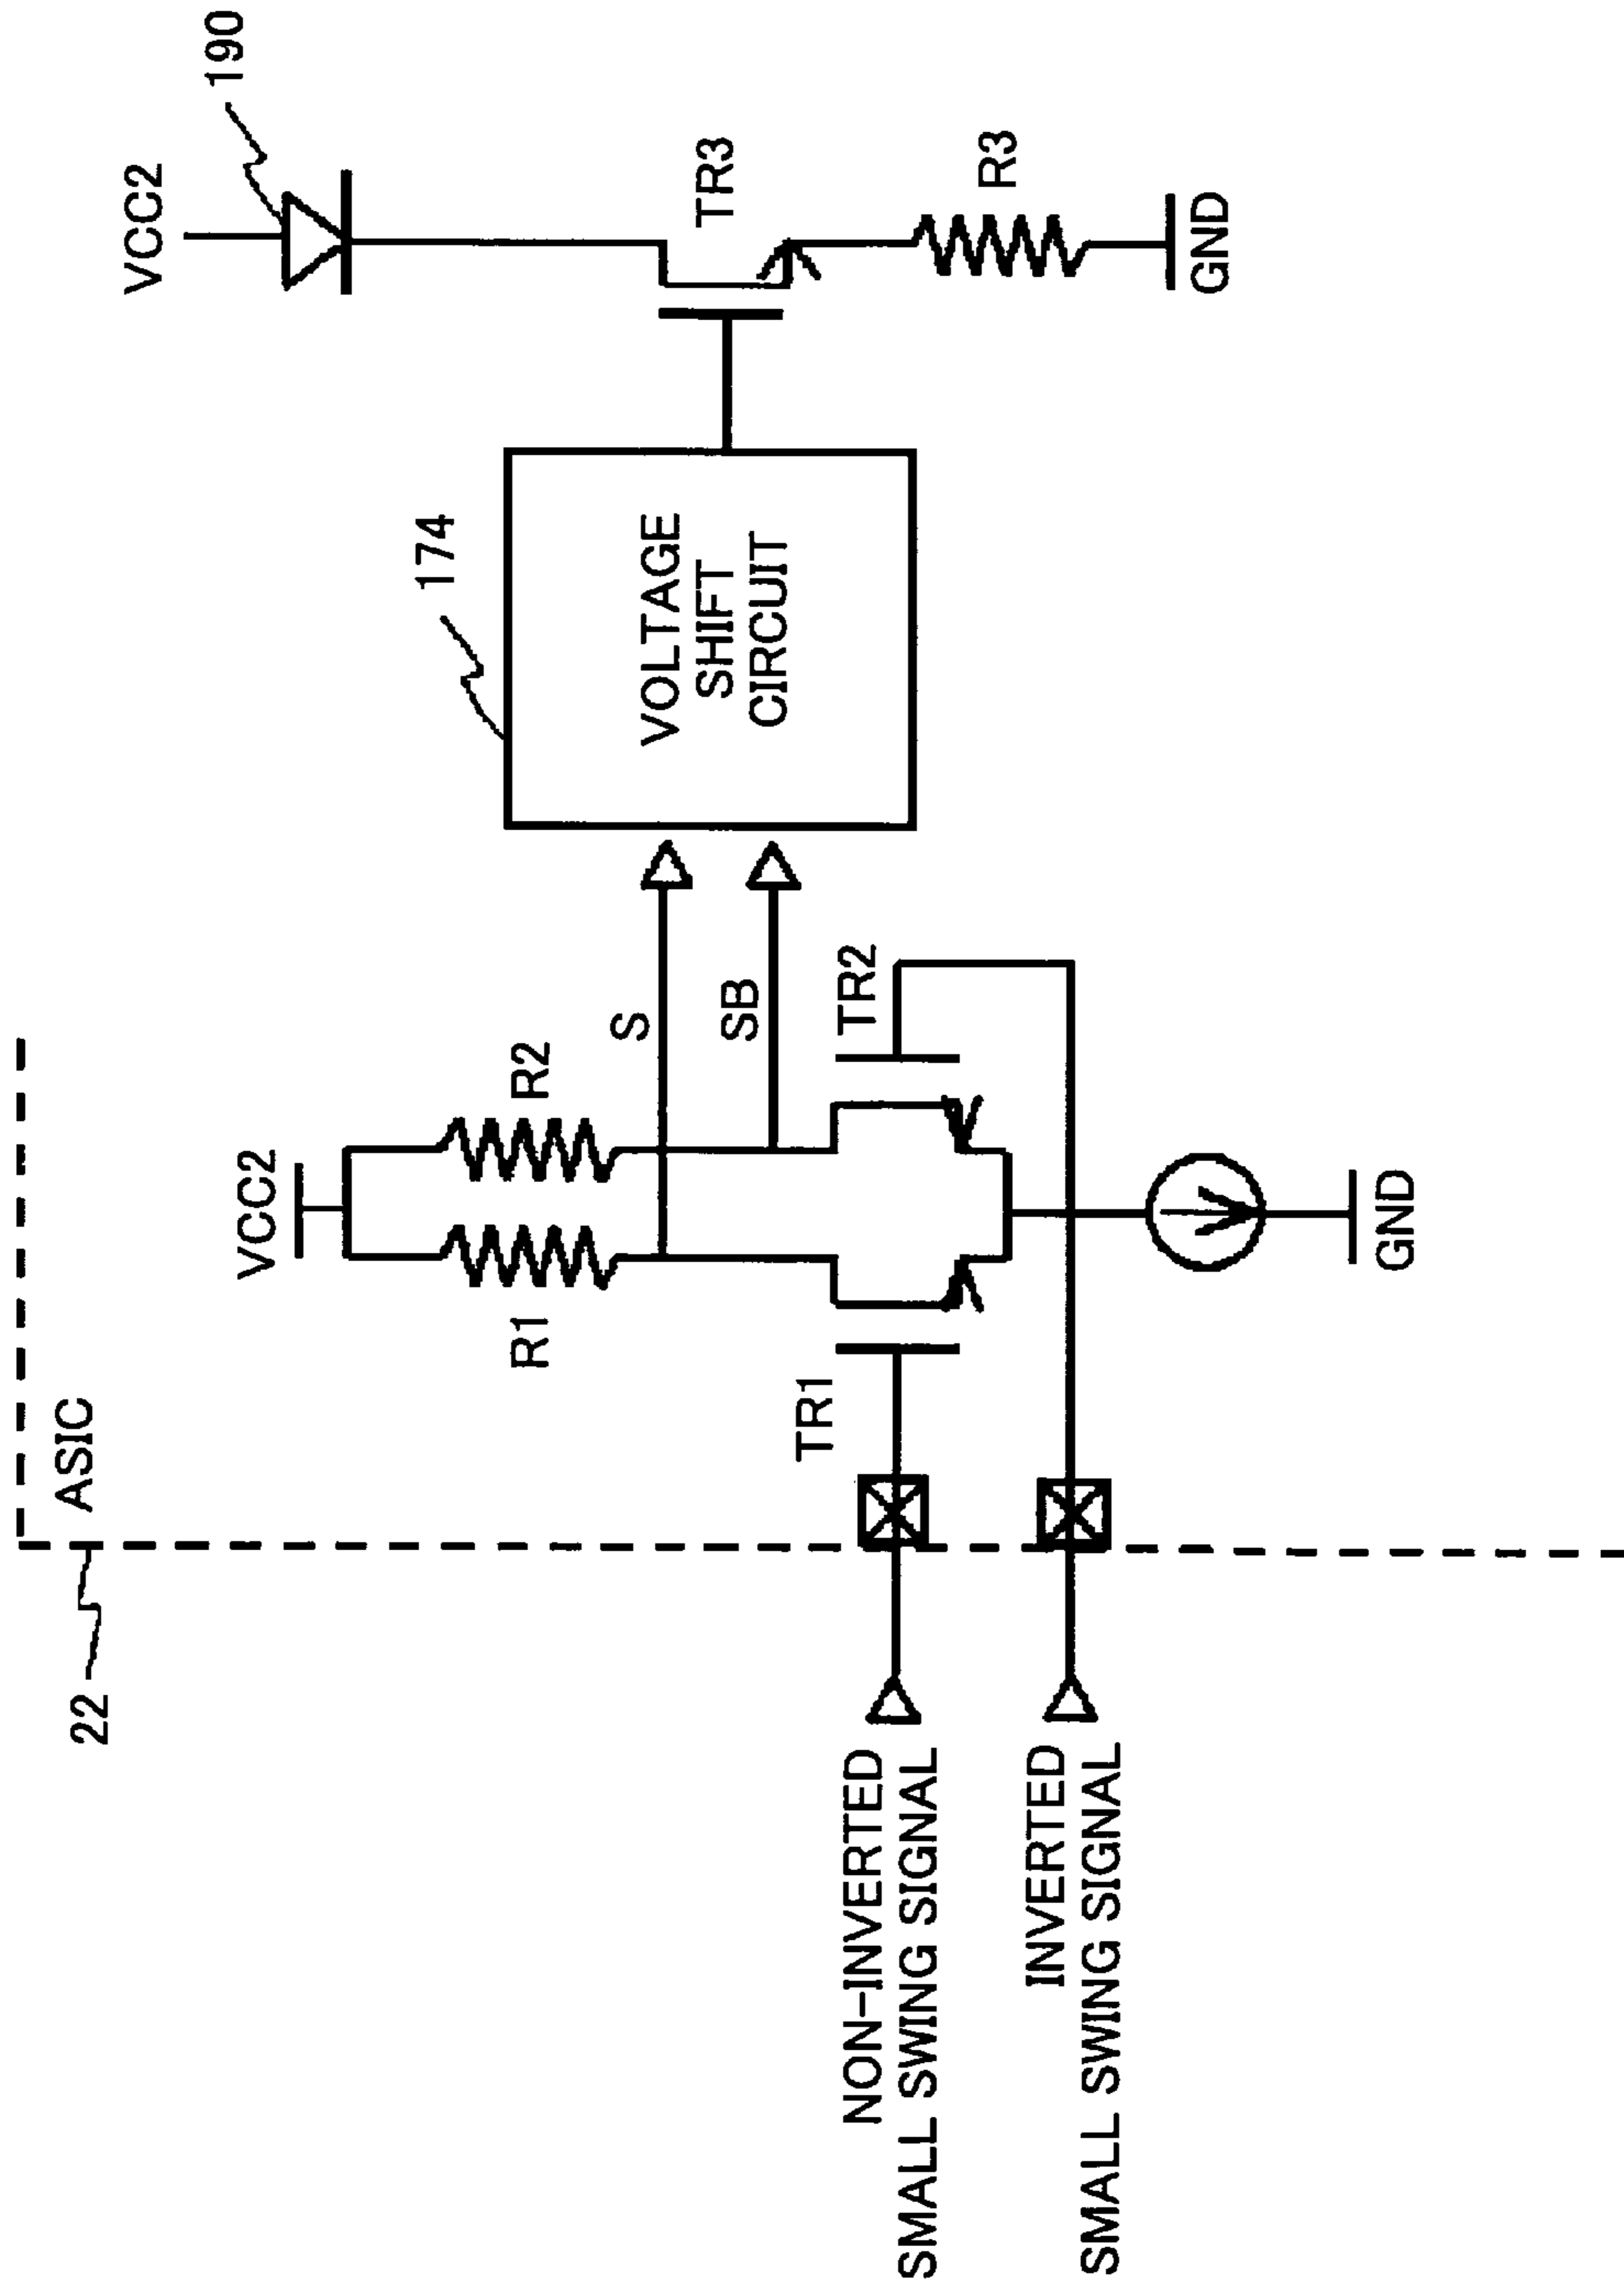 22
ASIC
VCC2
R1
R2
S
SB
TR1
TR2
GND
NON-INVERTED
SMALL SWING SIGNAL
INVERTED
SMALL SWING SIGNAL
174
VOLTAGE
SHIFT
CIRCUIT
VCC2
190
TR3
R3
GND